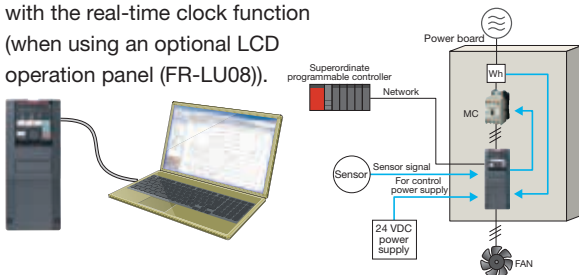 with the real-time clock function
(when using an optional LCD
operation panel (FR-LU08)).
Power board
Superordinate
programmable controller
Network
Wh
MC
Sensor
Sensor signal
For control
power supply
24 VDC
power
supply
FAN